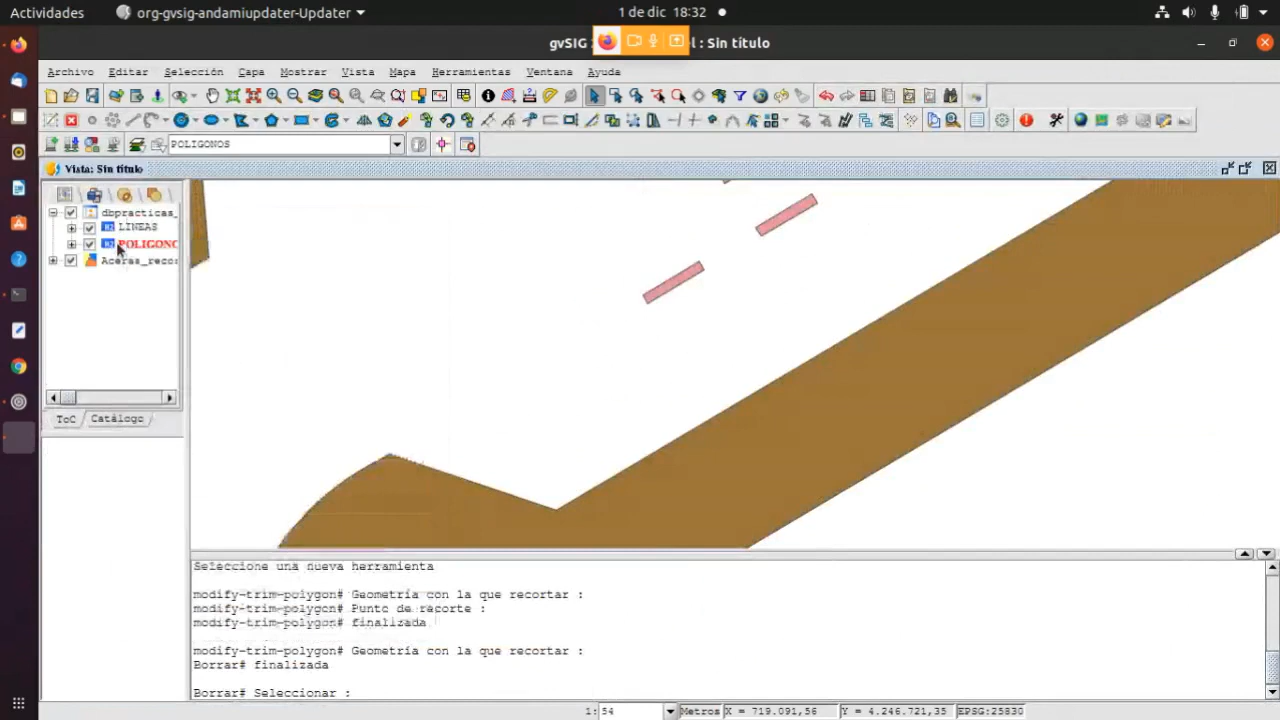 Actividades
org-gvsig-andamiupdater-Updater
1 de dic 18:32
gvSIG
el : Sin título
Archivo Editar Selección Capa Mostrar Vista Mapa Herramientas Ventana Ayuda
POLIGONOS
Vista: Sin título
dbpracticas_
LINEAS
POLIGONO
Aceras_reco
ToC Catálogo
Seleccione una nueva herramienta
modify-trim-polygon# Geometría con la que recortar :
modify-trim-polygon# Punto de recorte :
modify-trim-polygon# finalizada
modify-trim-polygon# Geometría con la que recortar :
Borrar# finalizada
Borrar# Seleccionar :
1: 54 Metros X = 719.091,56 Y = 4.246.721,35 EPSG:25830